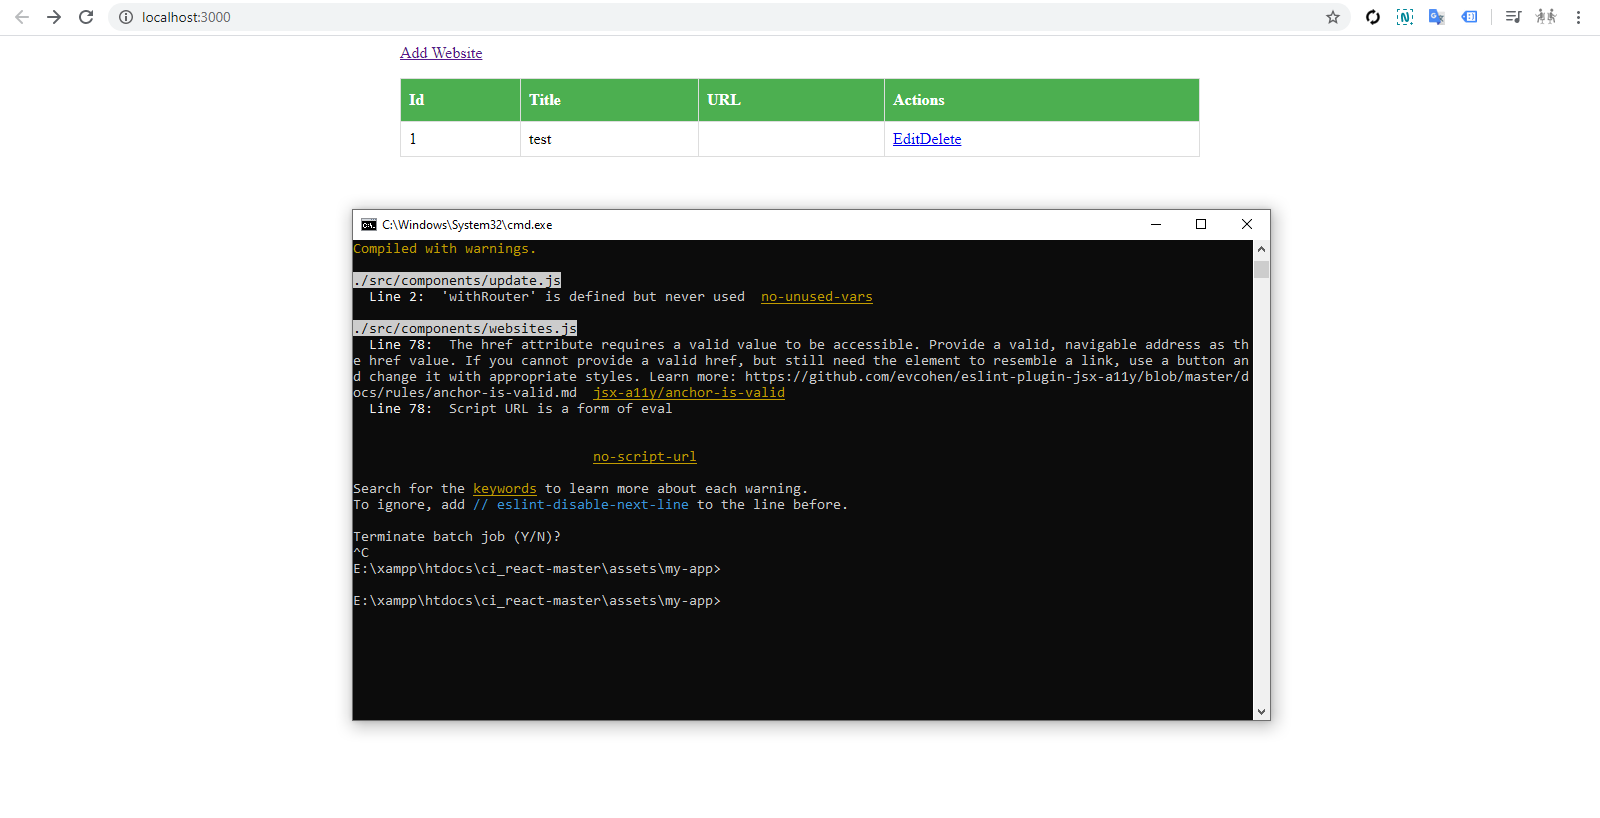 localhost:3000
Add Website
Id Title URL Actions
1 test EditDelete
C:\Windows\System32\cmd.exe
Compiled with warnings.
./src/components/update.js
Line 2:  'withRouter' is defined but never used  no-unused-vars
./src/components/websites.js
Line 78:  The href attribute requires a valid value to be accessible. Provide a valid, navigable address as th
e href value. If you cannot provide a valid href, but still need the element to resemble a link, use a button an
d change it with appropriate styles. Learn more: https://github.com/evcohen/eslint-plugin-jsx-a11y/blob/master/d
ocs/rules/anchor-is-valid.md  jsx-a11y/anchor-is-valid
Line 78:  Script URL is a form of eval
no-script-url
Search for the keywords to learn more about each warning.
To ignore, add // eslint-disable-next-line to the line before.
Terminate batch job (Y/N)?
^C
E:\xampp\htdocs\ci_react-master\assets\my-app>
E:\xampp\htdocs\ci_react-master\assets\my-app>